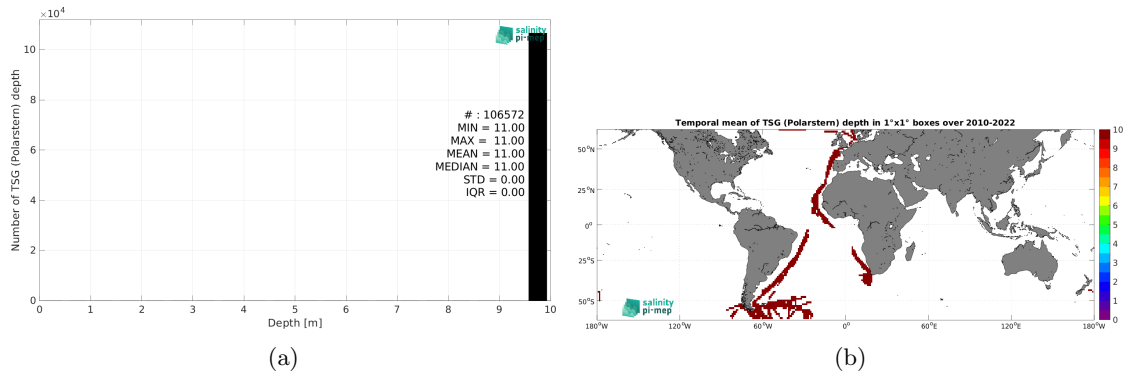 ×10⁴
salinity
pi-mep
10
8
6
4
2
0
Number of TSG (Polarstern) depth
# : 106572
MIN = 11.00
MAX = 11.00
MEAN = 11.00
MEDIAN = 11.00
STD = 0.00
IQR = 0.00
0 1 2 3 4 5 6 7 8 9 10
Depth [m]
(a)
Temporal mean of TSG (Polarstern) depth in 1°x1° boxes over 2010-2022
50°N
25°N
0°
25°S
50°S
180°W 120°W 60°W 0° 60°E 120°E 180°W
salinity
pi-mep
10
9
8
7
6
5
4
3
2
1
0
(b)